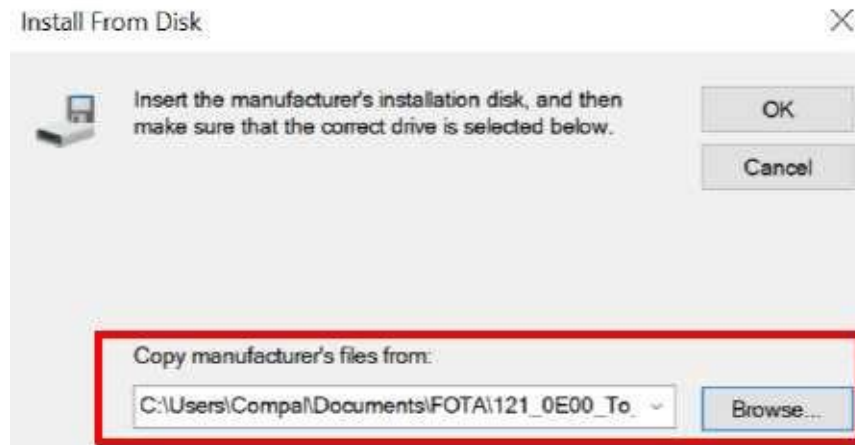 Install From Disk
Insert the manufacturer's installation disk, and then
make sure that the correct drive is selected below.
OK
Cancel
Copy manufacturer's files from:
C:\Users\Compal\Documents\FOTA\121_0E00_To_
Browse...